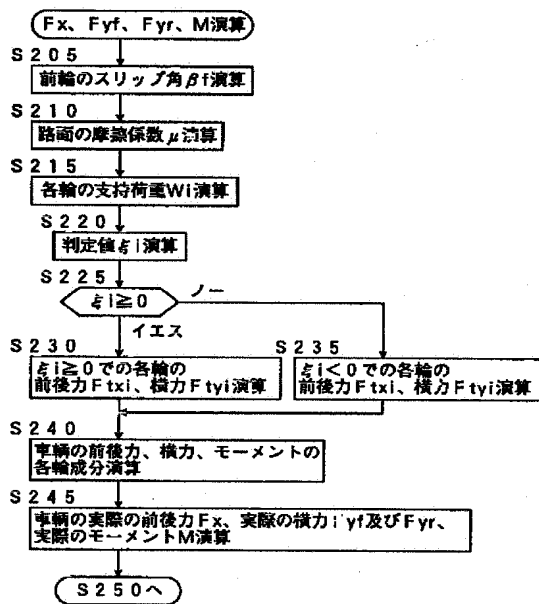 Fx、Fyf、Fyr、M演算
S205
前輪のスリップ角βf演算
S210
路面の摩擦係数μ演算
S215
各輪の支持荷重Wi演算
S220
判定値ξi演算
S225
ξi≧0
ノー
イエス
S230
ξi≧0での各輪の
前後力Ftxi、横力Ftyi演算
S235
ξi<0での各輪の
前後力Ftxi、横力Ftyi演算
S240
車輌の前後力、横力、モーメントの
各輪成分演算
S245
車輌の実際の前後力Fx、実際の横力Fyf及びFyr、
実際のモーメントM演算
S250へ